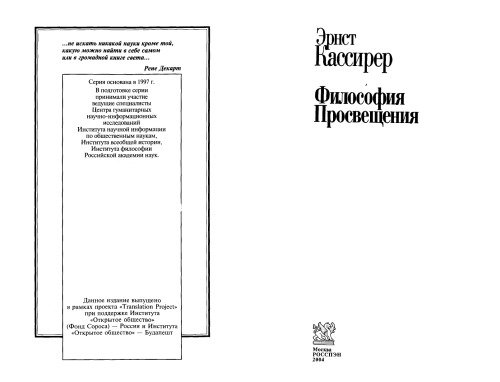 ...не искать никакой науки кроме той,
какую можно найти в себе самом
или в громадной книге света...
Рене Декарт
Серия основана в 1997 г.
В подготовке серии
принимали участие
ведущие специалисты
Центра гуманитарных
научно-информационных
исследований
Института научной информации
по общественным наукам,
Института всеобщей истории,
Института философии
Российской академии наук.
Данное издание выпущено
в рамках проекта «Translation Project»
при поддержке Института
«Открытое общество»
(Фонд Сороса) — Россия и Института
«Открытое общество» — Будапешт
Эрнст
Кассирер
Философия
Просвещения
Москва
РОССПЭН
2004